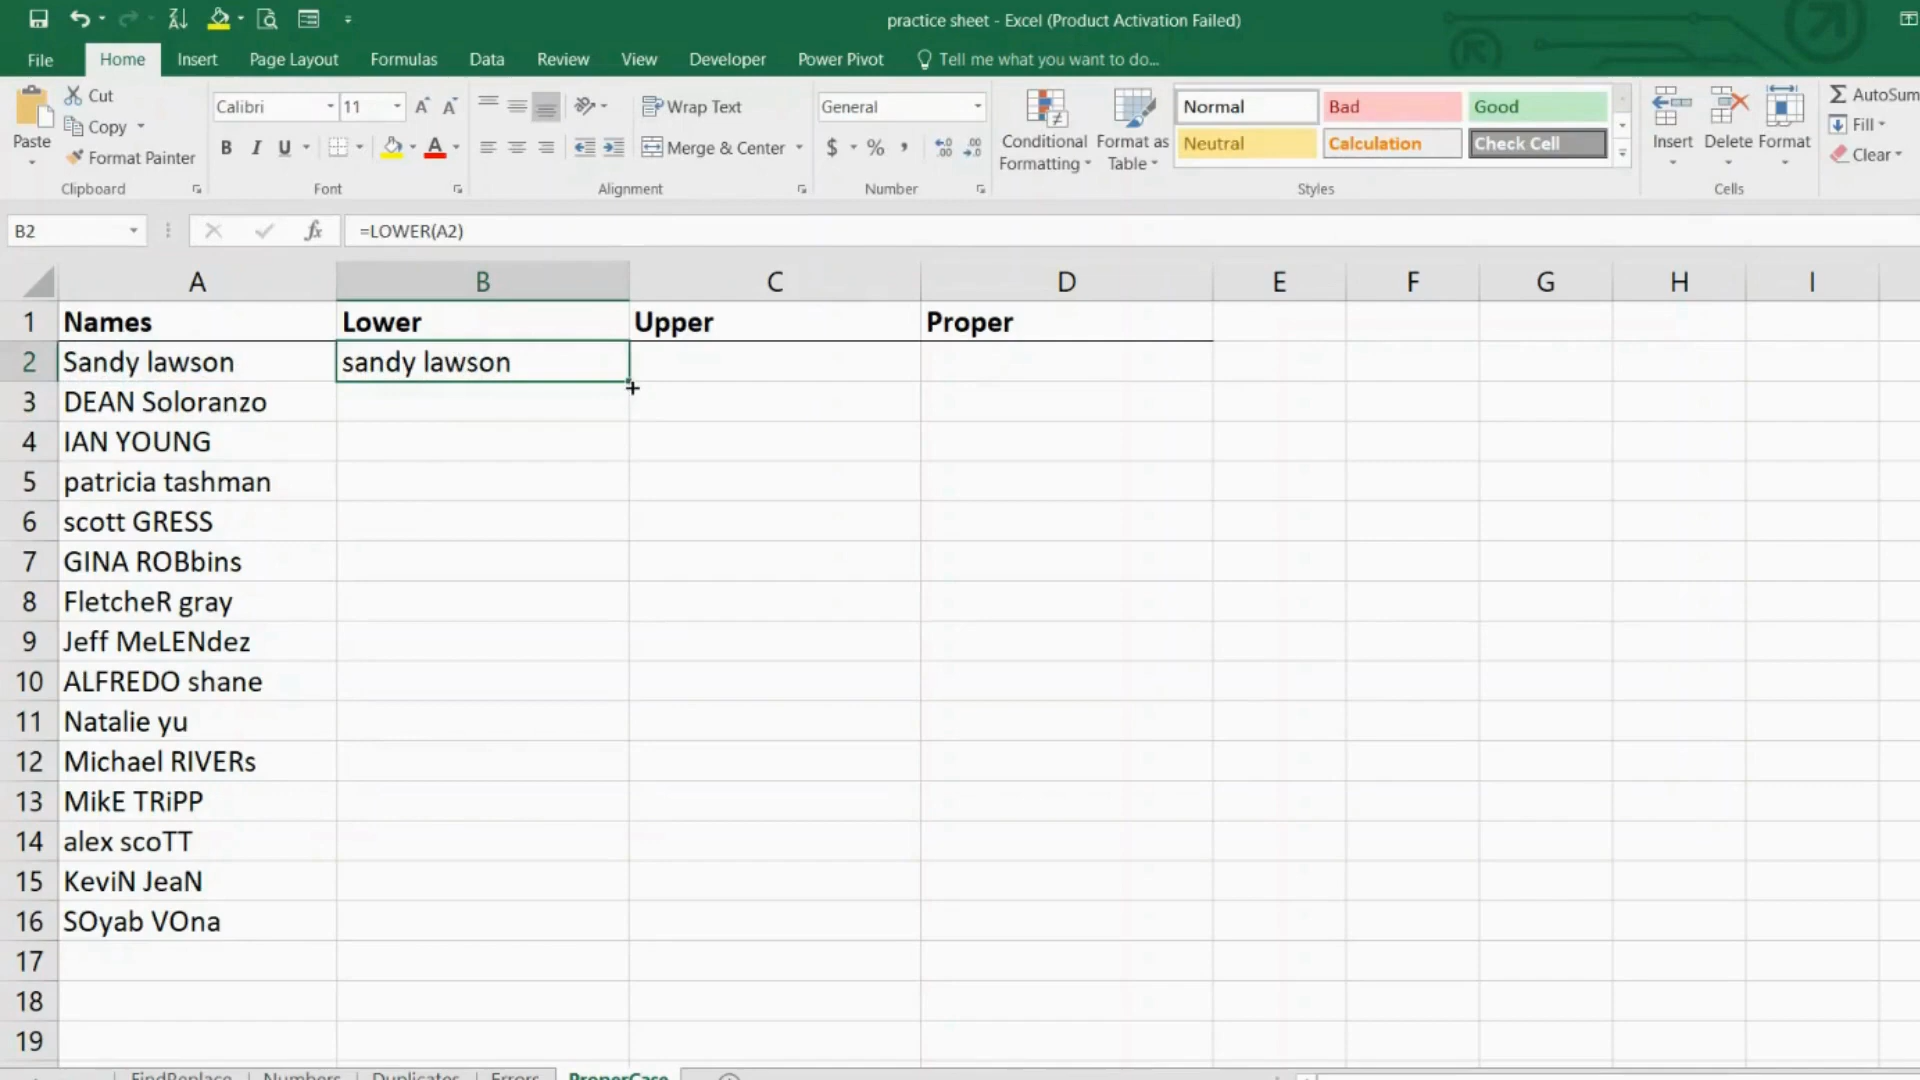 practice sheet - Excel (Product Activation Failed)
File Home Insert Page Layout Formulas Data Review View Developer Power Pivot Tell me what you want to do...
Paste
Cut
Copy
Format Painter
Clipboard
Calibri 11
B I U
Font
Wrap Text
Merge & Center
Alignment
General
$ % ,
Number
Conditional Formatting
Format as Table
Normal Bad Good
Neutral Calculation Check Cell
Styles
Insert Delete Format
Cells
AutoSum
Fill
Clear
B2 fx =LOWER(A2)
A B C D E F G H I
1 Names Lower Upper Proper
2 Sandy lawson sandy lawson
3 DEAN Soloranzo
4 IAN YOUNG
5 patricia tashman
6 scott GRESS
7 GINA ROBbins
8 FletcheR gray
9 Jeff MeLENdez
10 ALFREDO shane
11 Natalie yu
12 Michael RIVERs
13 MikE TRiPP
14 alex scoTT
15 KeviN JeaN
16 SOyab VOna
17
18
19
FindReplace Numbers Duplicates Errors ProperCase